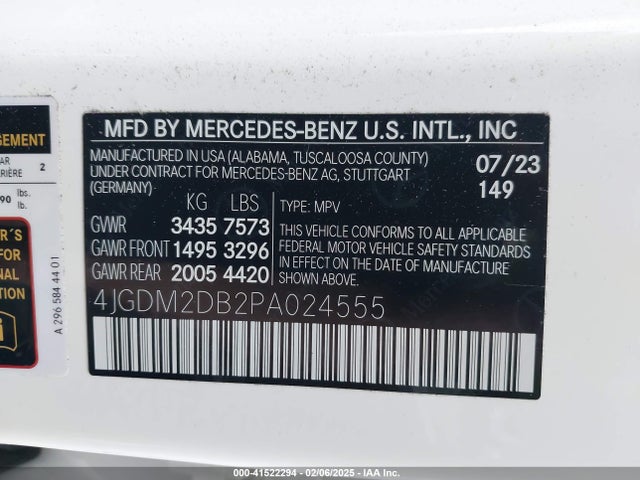 GEMENT
AR
IÈRE
2
90 lbs.
lb.
R'S
FOR
NAL
ION
A 296 584 44 01
MFD BY MERCEDES-BENZ U.S. INTL., INC
MANUFACTURED IN USA (ALABAMA, TUSCALOOSA COUNTY)
UNDER CONTRACT FOR MERCEDES-BENZ AG, STUTTGART
(GERMANY)
07/23
149
KG LBS
GVWR 3435 7573
GAWR FRONT 1495 3296
GAWR REAR 2005 4420
TYPE: MPV
THIS VEHICLE CONFORMS TO ALL APPLICABLE
FEDERAL MOTOR VEHICLE SAFETY STANDARDS
IN EFFECT ON THE DATE OF MANUFACTURE
SHOWN ABOVE.
4JGDM2DB2PA024555
000-41522294 - 02/06/2025 - IAA, Inc.